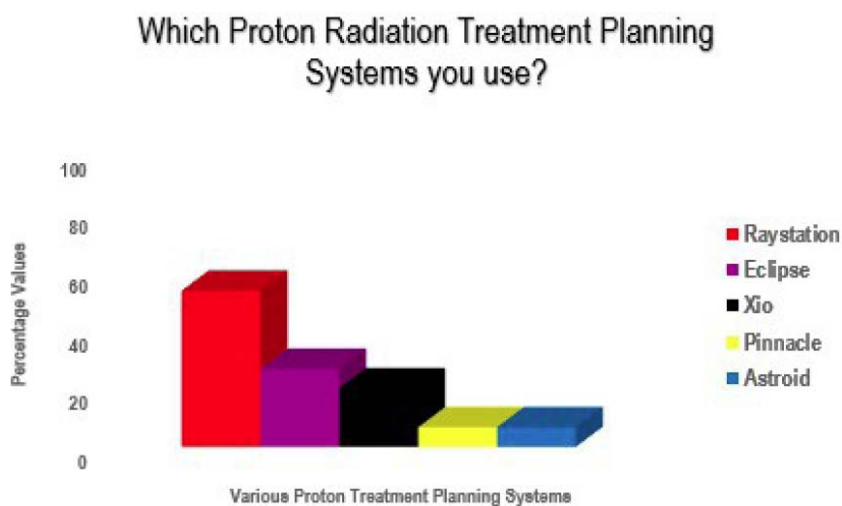 Which Proton Radiation Treatment Planning
Systems you use?
100
80
60
40
20
0
Percentage Values
Various Proton Treatment Planning Systems
Raystation
Eclipse
Xio
Pinnacle
Astroid